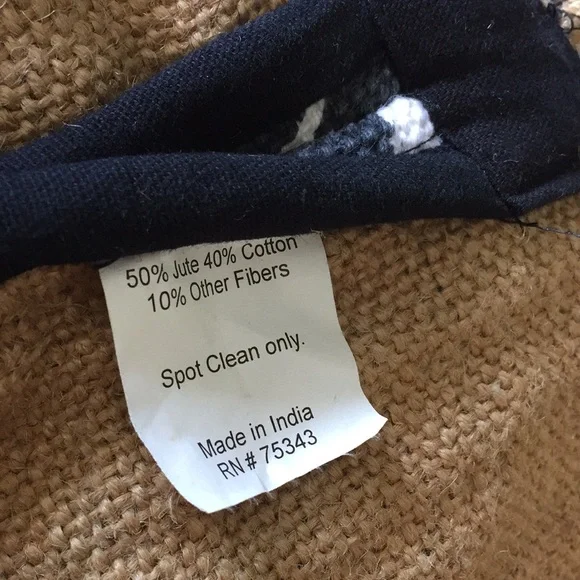 50% Jute 40% Cotton
10% Other Fibers
Spot Clean only.
Made in India
RN# 75343